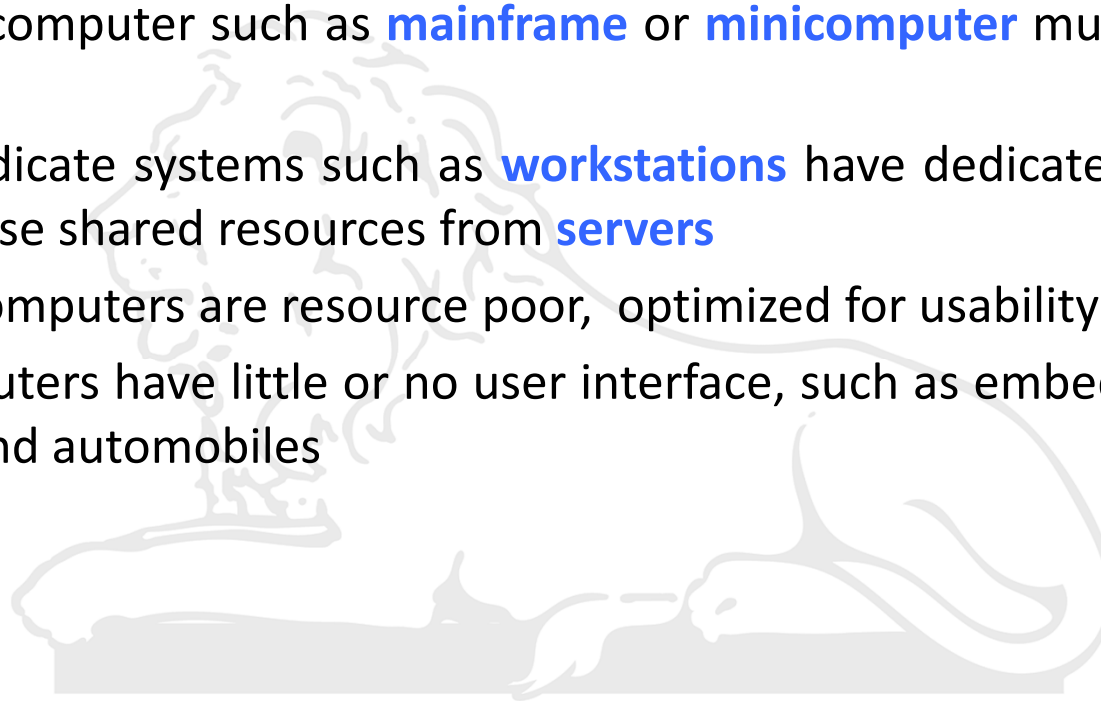 computer such as mainframe or minicomputer mu
dicate systems such as workstations have dedicate
se shared resources from servers
omputers are resource poor, optimized for usability
uters have little or no user interface, such as embe
nd automobiles